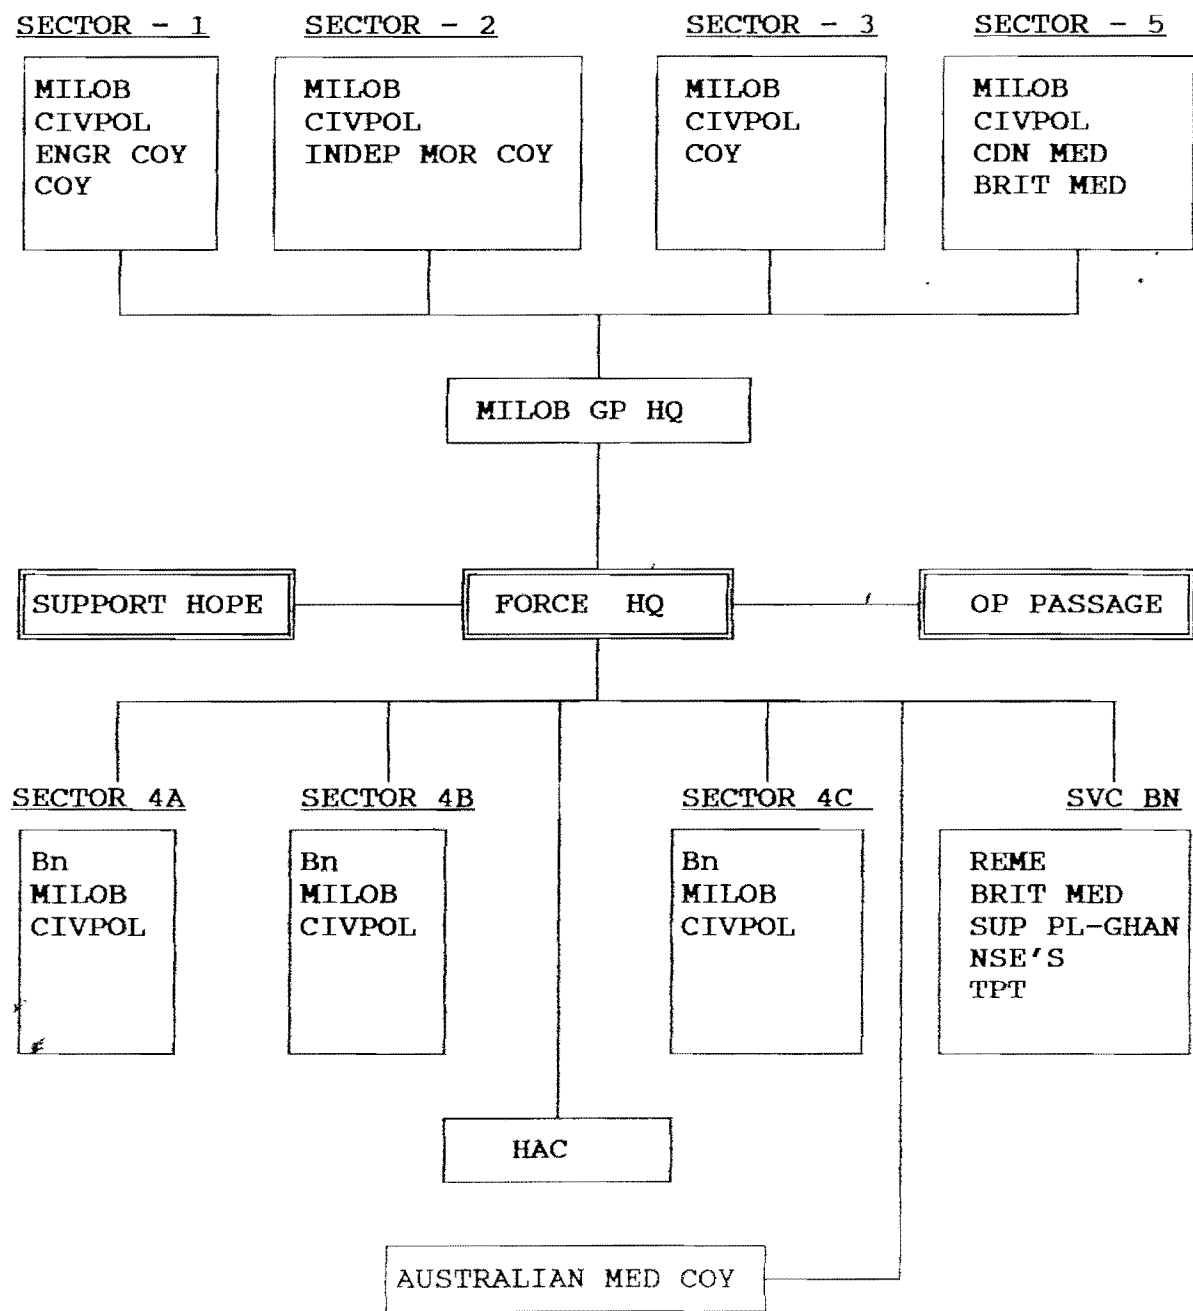 SECTOR - 1
MILOB
CIVPOL
ENGR COY
COY
SECTOR - 2
MILOB
CIVPOL
INDEP MOR COY
SECTOR - 3
MILOB
CIVPOL
COY
SECTOR - 5
MILOB
CIVPOL
CDN MED
BRIT MED
MILOB GP HQ
SUPPORT HOPE
FORCE HQ
OP PASSAGE
SECTOR 4A
Bn
MILOB
CIVPOL
SECTOR 4B
Bn
MILOB
CIVPOL
SECTOR 4C
Bn
MILOB
CIVPOL
SVC BN
REME
BRIT MED
SUP PL-GHAN
NSE'S
TPT
HAC
AUSTRALIAN MED COY